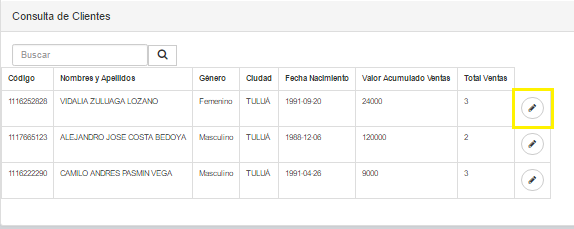 Consulta de Clientes
Buscar
Código Nombres y Apellidos Género Ciudad Fecha Nacimiento Valor Acumulado Ventas Total Ventas
1116252828 VIDALIA ZULUAGA LOZANO Femenino TULUÁ 1991-09-20 24000 3
1117665123 ALEJANDRO JOSE COSTA BEDOYA Masculino TULUÁ 1988-12-06 120000 2
1116222290 CAMILO ANDRES PASMIN VEGA Masculino TULUÁ 1991-04-26 9000 3